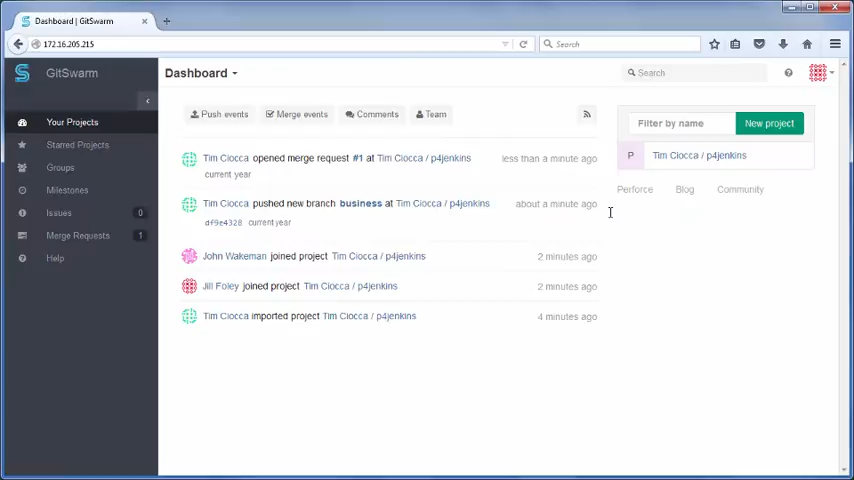 Dashboard | GitSwarm
172.16.205.215
Search
GitSwarm
Dashboard
Search
Your Projects
Starred Projects
Groups
Milestones
Issues 0
Merge Requests 1
Help
Push events
Merge events
Comments
Team
Tim Ciocca opened merge request #1 at Tim Ciocca / p4jenkins less than a minute ago
current year
Tim Ciocca pushed new branch business at Tim Ciocca / p4jenkins about a minute ago
df9e4328 current year
John Wakeman joined project Tim Ciocca / p4jenkins 2 minutes ago
Jill Foley joined project Tim Ciocca / p4jenkins 2 minutes ago
Tim Ciocca imported project Tim Ciocca / p4jenkins 4 minutes ago
Filter by name
New project
P Tim Ciocca / p4jenkins
Perforce Blog Community